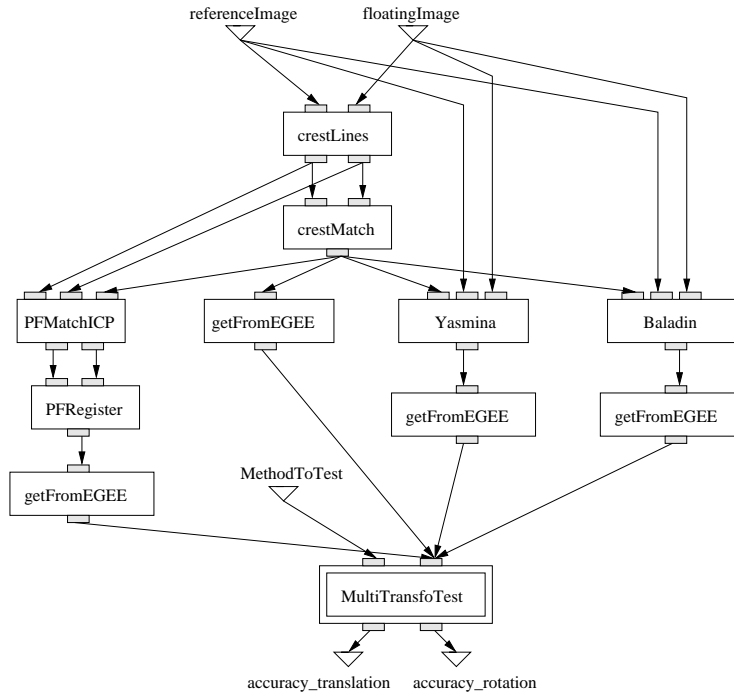 referenceImage
floatingImage
crestLines
crestMatch
PFMatchICP
getFromEGEE
Yasmina
Baladin
PFRegister
getFromEGEE
getFromEGEE
MethodToTest
getFromEGEE
MultiTransfoTest
accuracy_translation
accuracy_rotation